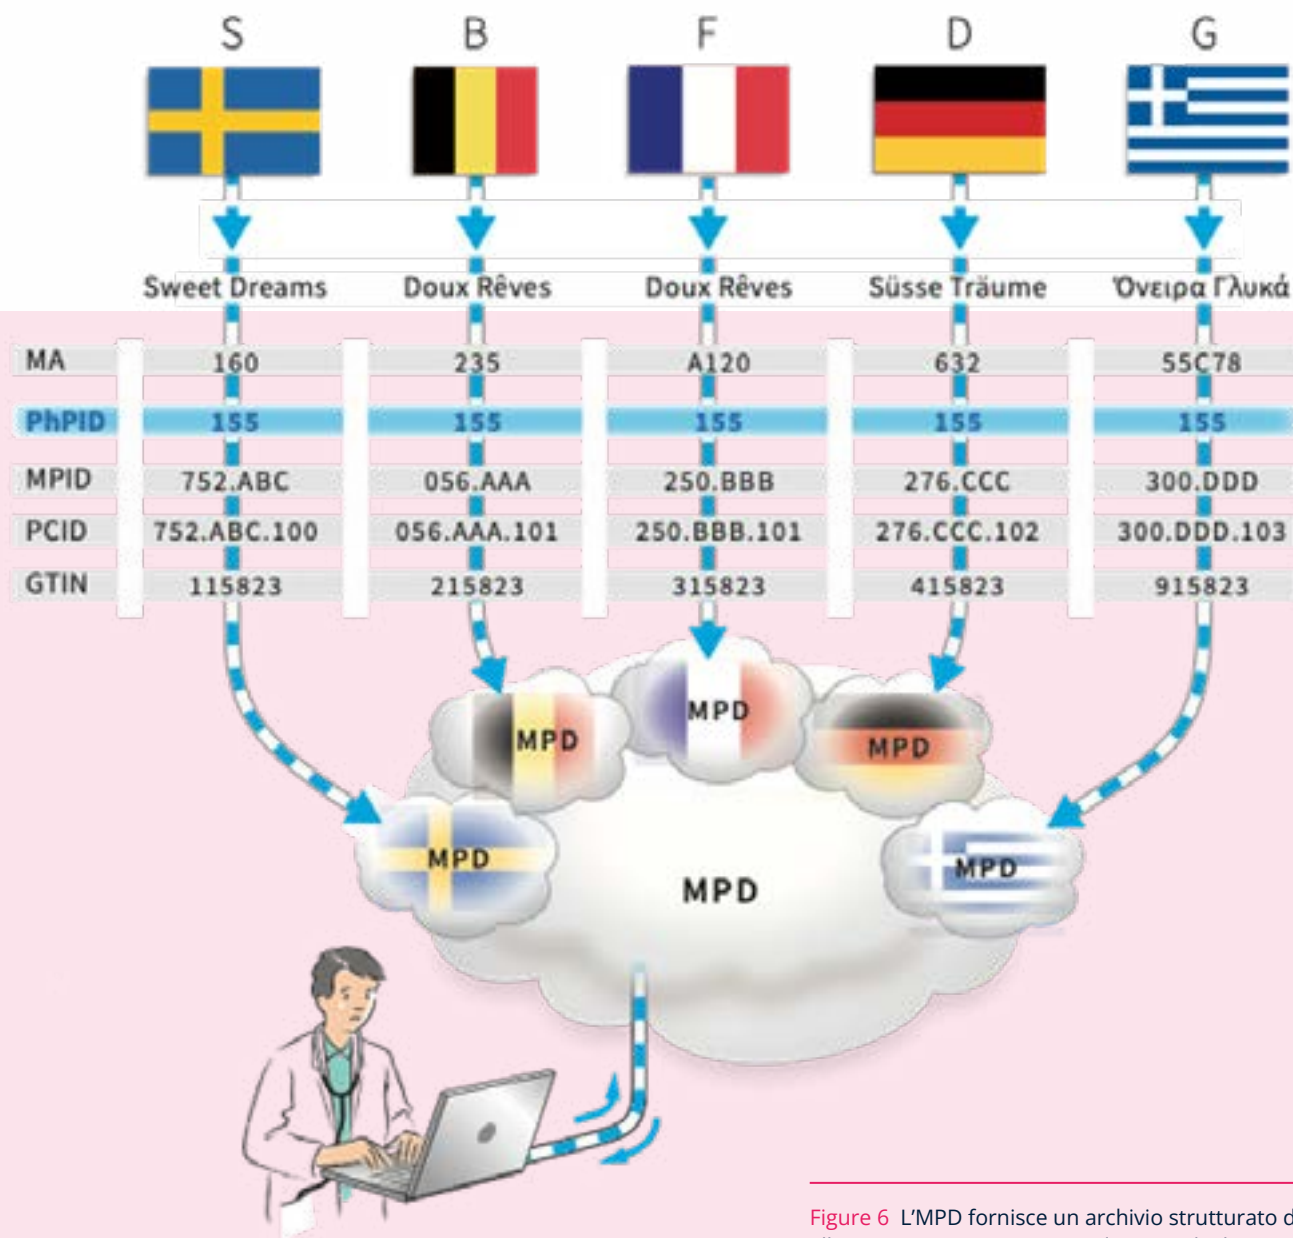 S B F D G
Sweet Dreams Doux Rêves Doux Rêves Süsse Träume Όνειρα Γλυκά
MA 160 235 A120 632 55C78
PhPID 155 155 155 155 155
MPID 752.ABC 056.AAA 250.BBB 276.CCC 300.DDD
PCID 752.ABC.100 056.AAA.101 250.BBB.101 276.CCC.102 300.DDD.103
GTIN 115823 215823 315823 415823 915823
MPD
MPD
MPD
MPD
MPD
MPD
Figure 6 L’MPD fornisce un archivio strutturato